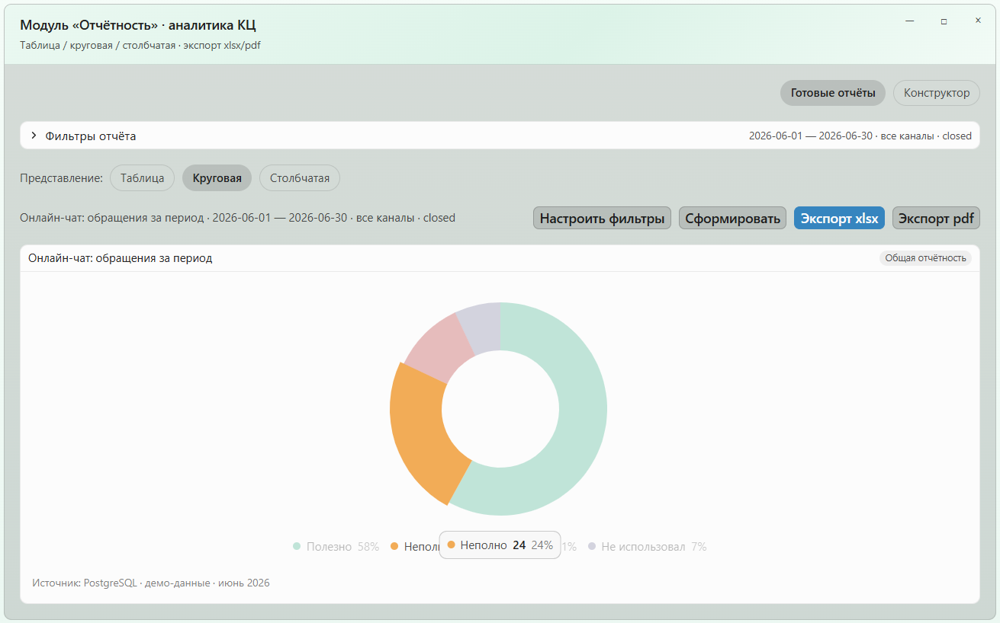 Модуль «Отчётность» · аналитика КЦ
Таблица / круговая / столбчатая · экспорт xlsx/pdf
Готовые отчёты Конструктор
Фильтры отчёта 2026-06-01 — 2026-06-30 · все каналы · closed
Представление: Таблица Круговая Столбчатая
Онлайн-чат: обращения за период · 2026-06-01 — 2026-06-30 · все каналы · closed Настроить фильтры Сформировать Экспорт xlsx Экспорт pdf
Онлайн-чат: обращения за период Общая отчётность
Полезно 58% Неполно 24 24% 1% Не использовал 7%
Источник: PostgreSQL · демо-данные · июнь 2026